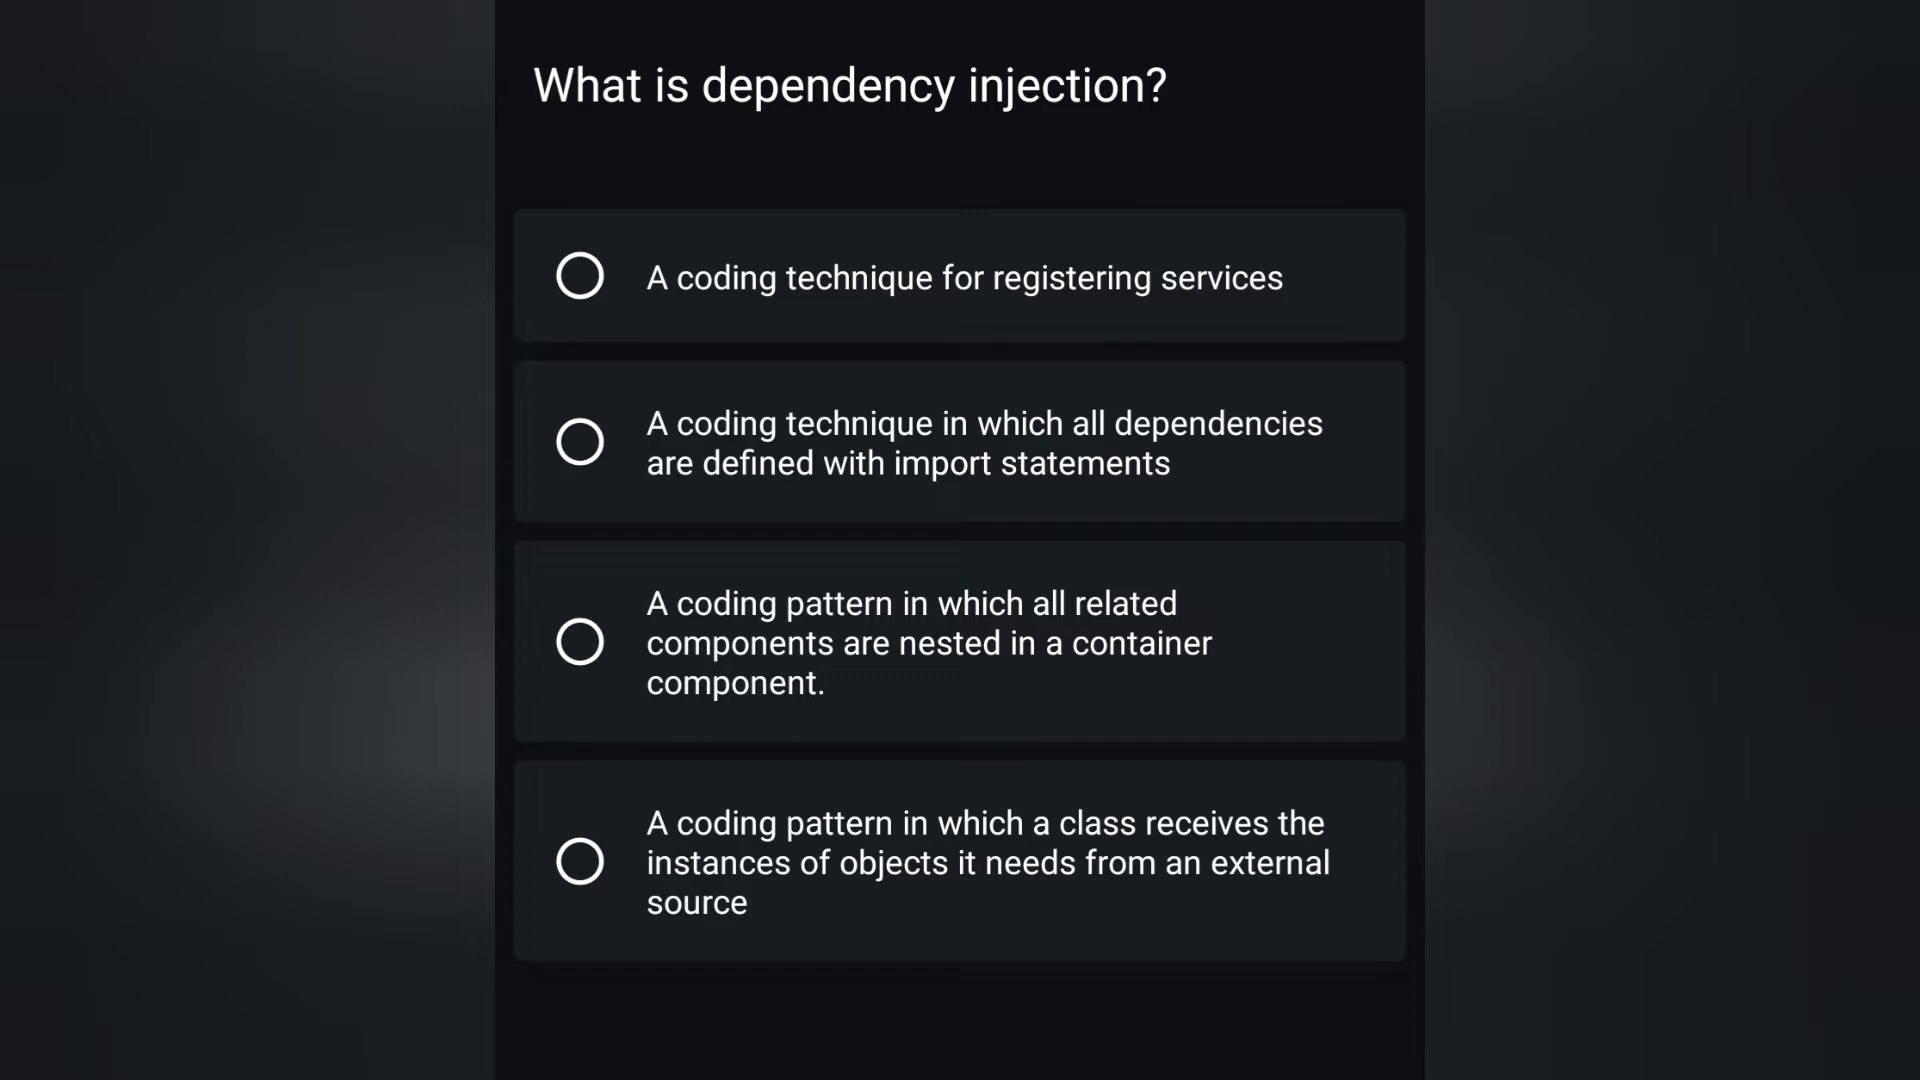 What is dependency injection?
A coding technique for registering services
A coding technique in which all dependencies
are defined with import statements
A coding pattern in which all related
components are nested in a container
component.
A coding pattern in which a class receives the
instances of objects it needs from an external
source